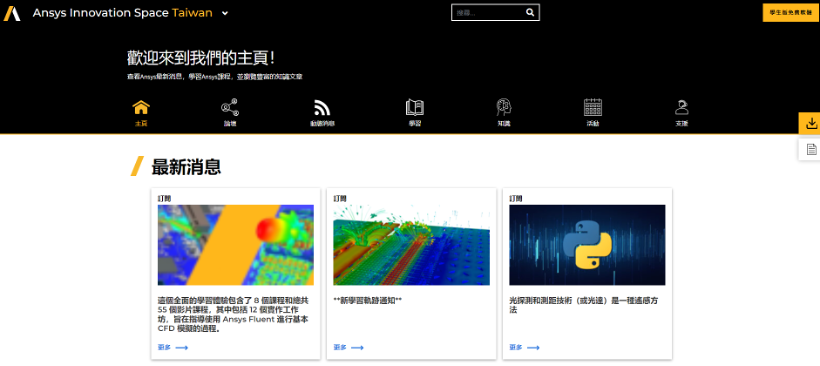 Ansys Innovation Space Taiwan
搜尋...
學生版免費軟體
歡迎來到我們的主頁!
查看Ansys最新消息，學習Ansys課程，並瀏覽豐富的知識文章
主頁
論壇
動態消息
學習
知識
活動
支援
最新消息
訂閱
這個全面的學習體驗包含了 8 個課程和總共
55 個影片課程，其中包括 12 個實作工作
坊，旨在指導使用 Ansys Fluent 進行基本
CFD 模擬的過程。
更多
訂閱
**新學習軌跡通知**
更多
訂閱
光探測和測距技術（或光達）是一種遙感方
法
更多